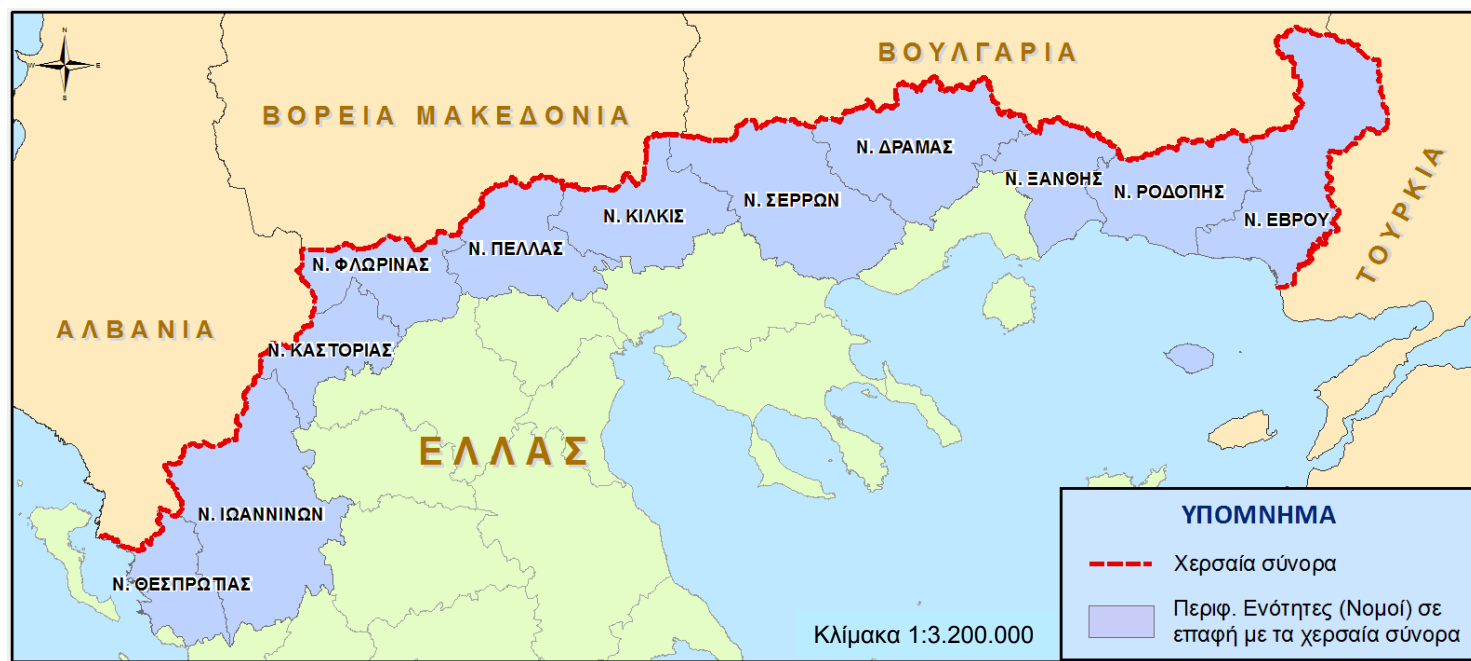 N
W E
S
ΒΟΥΛΓΑΡΙΑ
ΒΟΡΕΙΑ ΜΑΚΕΔΟΝΙΑ
Ν. ΔΡΑΜΑΣ
Ν. ΞΑΝΘΗΣ
Ν. ΡΟΔΟΠΗΣ
Ν. ΣΕΡΡΩΝ
Ν. ΚΙΛΚΙΣ
Ν. ΕΒΡΟΥ
ΤΟΥΡΚΙΑ
Ν. ΠΕΛΛΑΣ
Ν. ΦΛΩΡΙΝΑΣ
ΑΛΒΑΝΙΑ
Ν. ΚΑΣΤΟΡΙΑΣ
ΕΛΛΑΣ
Ν. ΙΩΑΝΝΙΝΩΝ
Ν. ΘΕΣΠΡΩΤΙΑΣ
ΥΠΟΜΝΗΜΑ
Χερσαία σύνορα
Περιφ. Ενότητες (Νομοί) σε
επαφή με τα χερσαία σύνορα
Κλίμακα 1:3.200.000